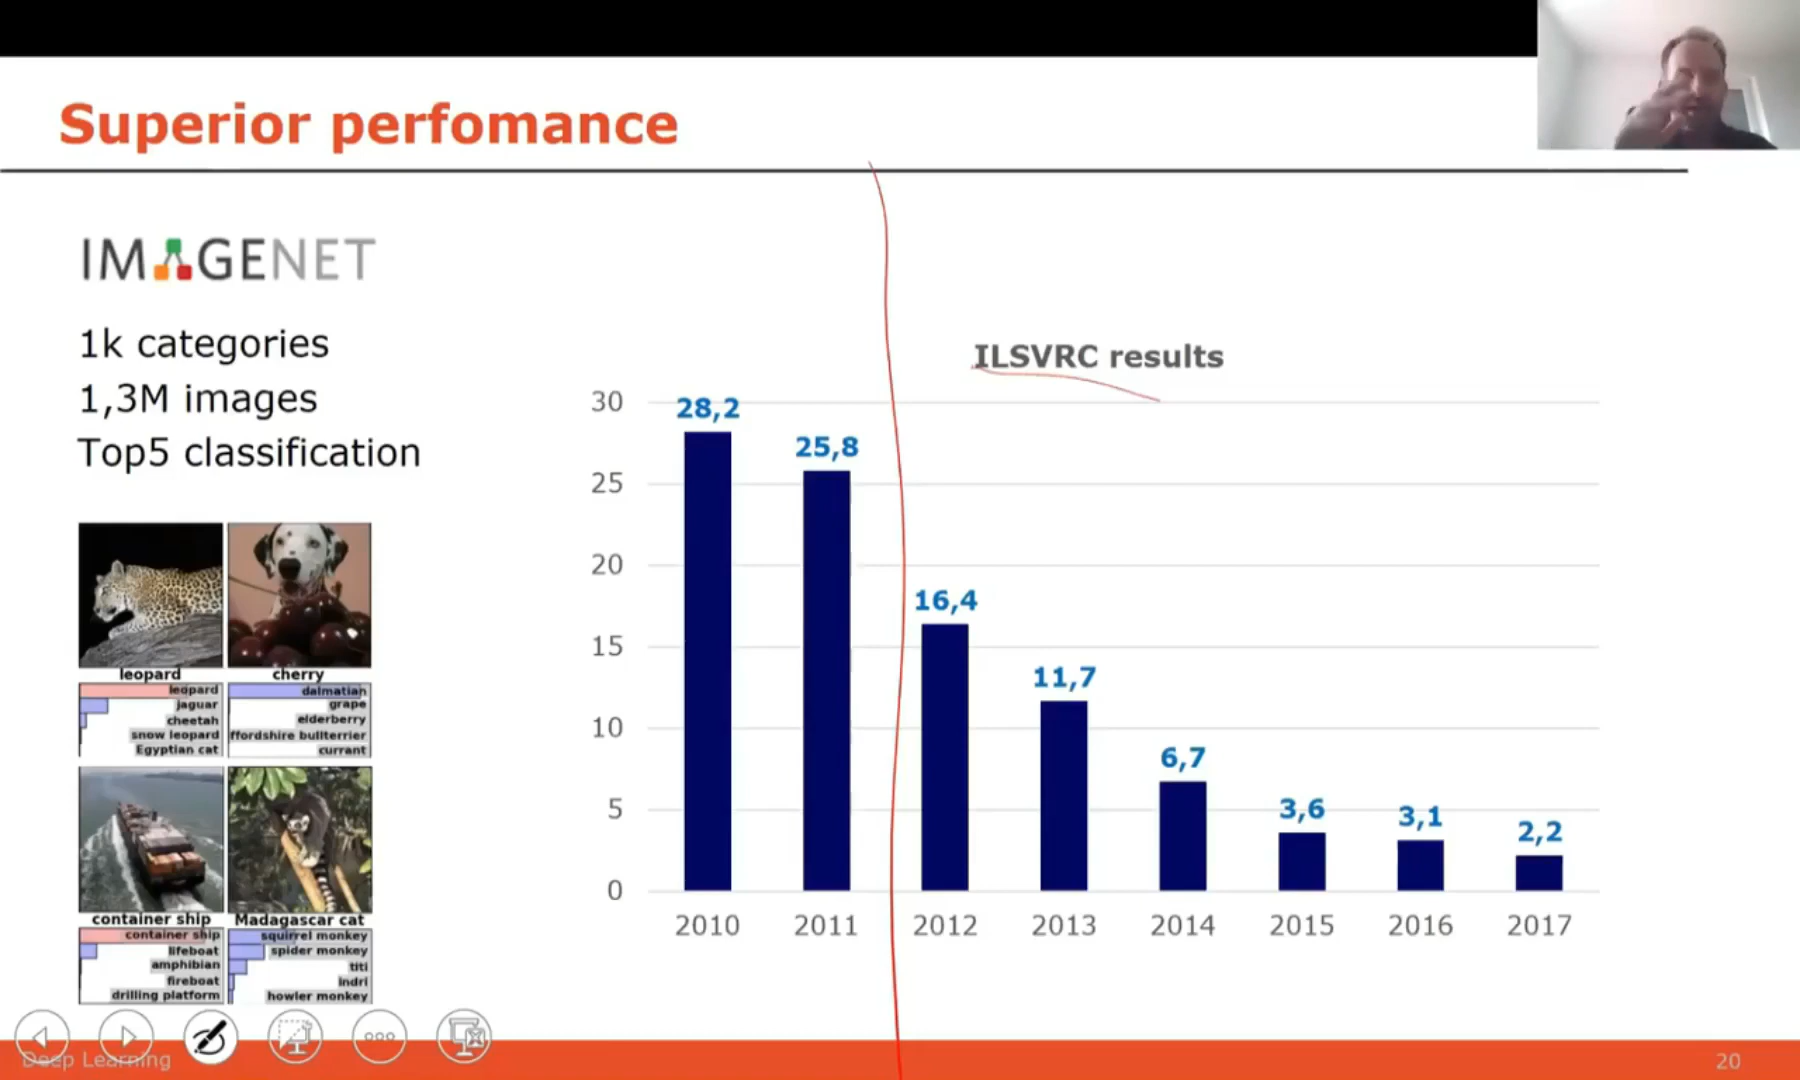 Superior perfomance
IMAGENET
1k categories
1,3M images
Top5 classification
leopard
leopard
jaguar
cheetah
snow leopard
Egyptian cat
cherry
dalmatian
grape
elderberry
ffordshire bullterrier
currant
container ship
container ship
lifeboat
amphibian
fireboat
drilling platform
Madagascar cat
squirrel monkey
spider monkey
titi
indri
howler monkey
ILSVRC results
30
25
20
15
10
5
0
28,2
25,8
16,4
11,7
6,7
3,6
3,1
2,2
2010 2011 2012 2013 2014 2015 2016 2017
Deep Learning
20